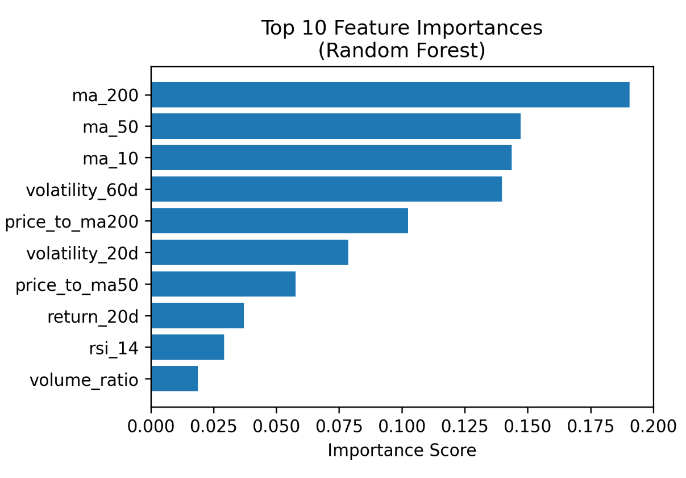 Top 10 Feature Importances
(Random Forest)
ma_200
ma_50
ma_10
volatility_60d
price_to_ma200
volatility_20d
price_to_ma50
return_20d
rsi_14
volume_ratio
0.000 0.025 0.050 0.075 0.100 0.125 0.150 0.175 0.200
Importance Score